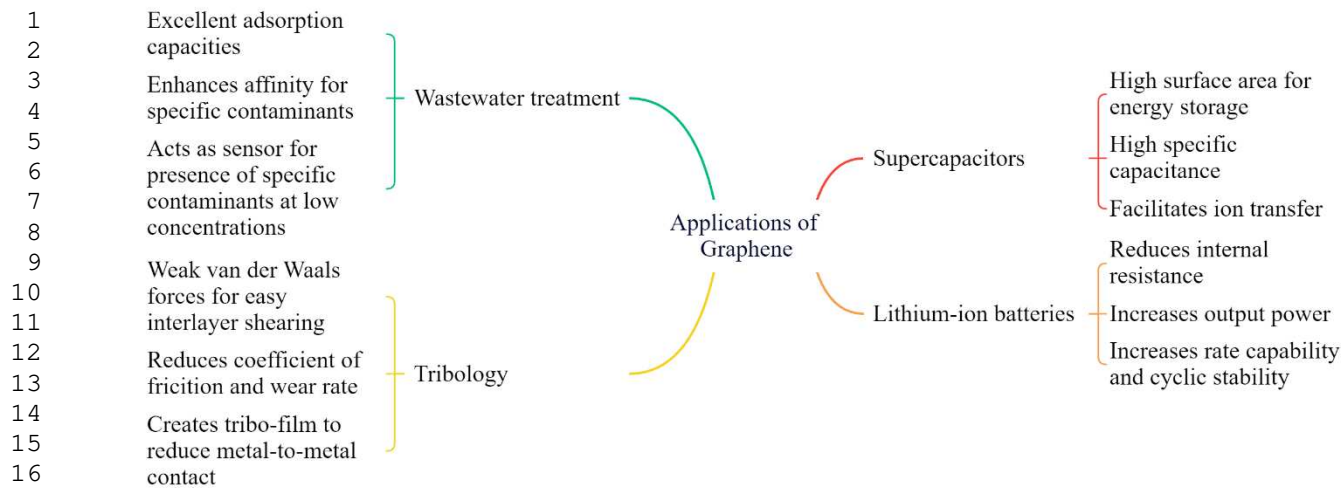 1
2
3
4
5
6
7
8
9
10
11
12
13
14
15
16
Excellent adsorption
capacities
Enhances affinity for
specific contaminants
Acts as sensor for
presence of specific
contaminants at low
concentrations
Wastewater treatment
Weak van der Waals
forces for easy
interlayer shearing
Reduces coefficient of
fricition and wear rate
Creates tribo-film to
reduce metal-to-metal
contact
Tribology
Applications of
Graphene
Supercapacitors
High surface area for
energy storage
High specific
capacitance
Facilitates ion transfer
Lithium-ion batteries
Reduces internal
resistance
Increases output power
Increases rate capability
and cyclic stability